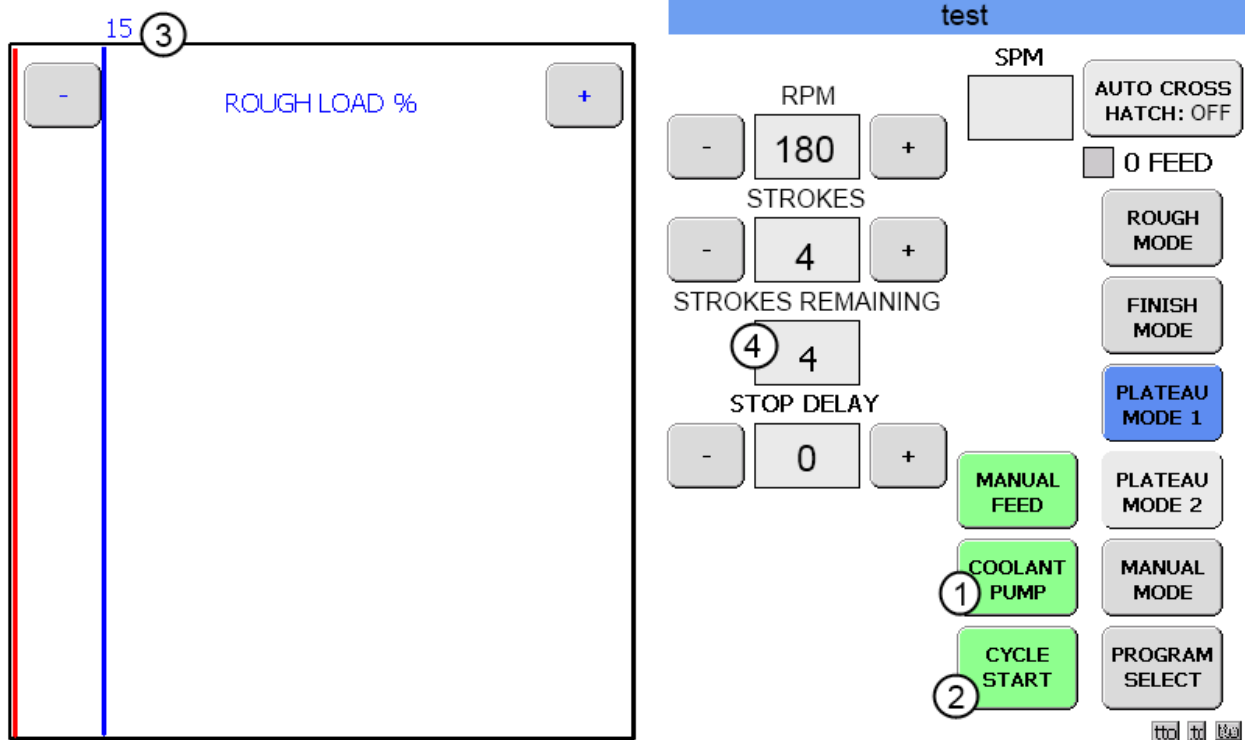 15
3
-
ROUGH LOAD %
+
test
SPM
AUTO CROSS
HATCH: OFF
0 FEED
RPM
-
180
+
STROKES
-
4
+
STROKES REMAINING
4
4
STOP DELAY
-
0
+
ROUGH
MODE
FINISH
MODE
PLATEAU
MODE 1
MANUAL
FEED
PLATEAU
MODE 2
COOLANT
PUMP
1
MANUAL
MODE
CYCLE
START
2
PROGRAM
SELECT